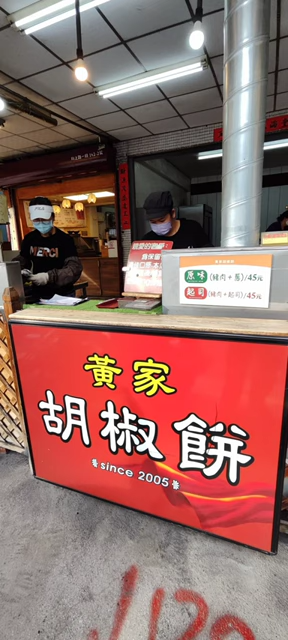 MERCI
原味 (豬肉+蔥)/45元
起司 (豬肉+起司)/45元
黃家
胡椒餅
since 2005